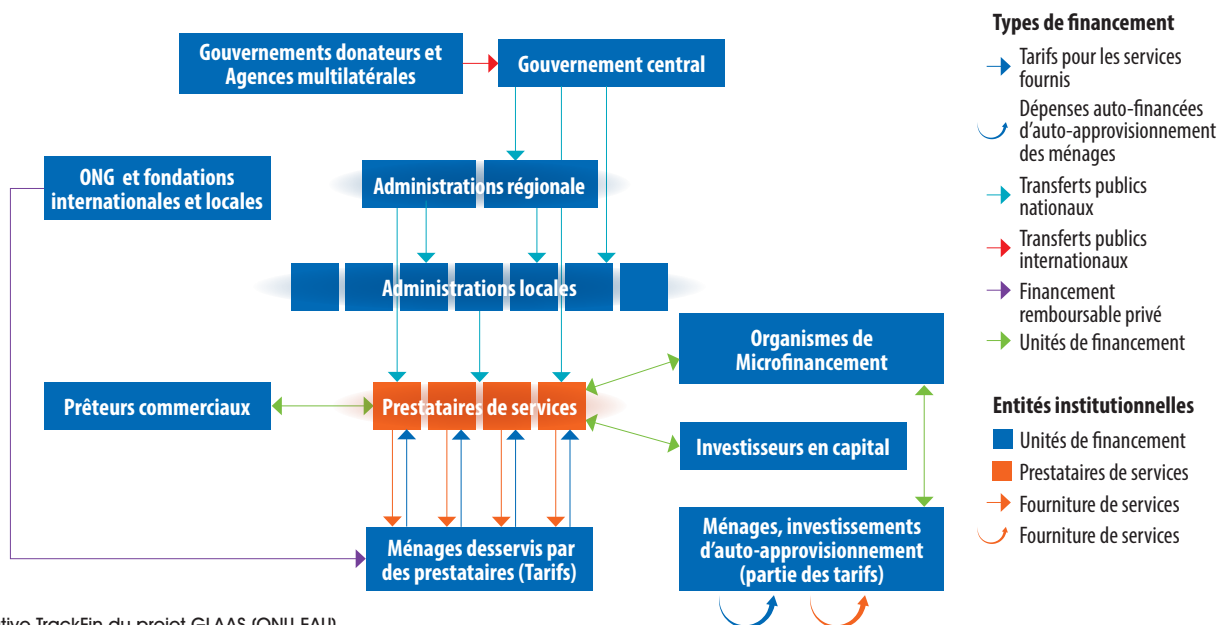 Gouvernements donateurs et
Agences multilatérales
Gouvernement central
ONG et fondations
internationales et locales
Administrations régionale
Administrations locales
Organismes de
Microfinancement
Prêteurs commerciaux
Prestataires de services
Investisseurs en capital
Ménages desservis par
des prestataires (Tarifs)
Ménages, investissements
d'auto-approvisionnement
(partie des tarifs)
Types de financement
Tarifs pour les services
fournis
Dépenses auto-financées
d'auto-approvisionnement
des ménages
Transferts publics
nationaux
Transferts publics
internationaux
Financement
remboursable privé
Unités de financement
Entités institutionnelles
Unités de financement
Prestataires de services
Fourniture de services
Fourniture de services